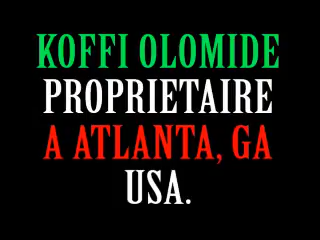 KOFFI OLOMIDE
PROPRIETAIRE
A ATLANTA, GA
USA.